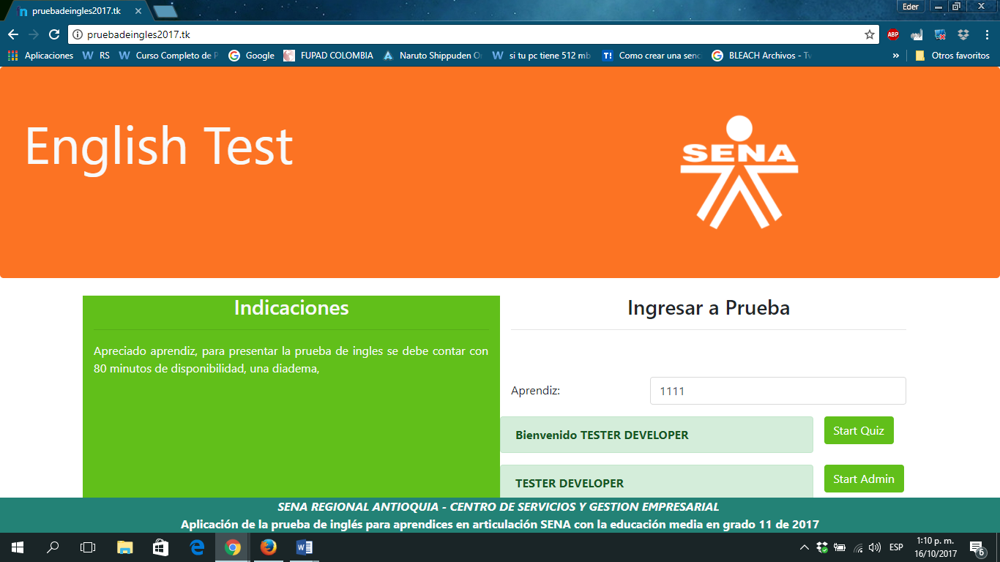 pruebadeingles2017.tk
Eder
pruebadeingles2017.tk
ABP
Aplicaciones
RS
Curso Completo de P
Google
FUPAD COLOMBIA
Naruto Shippuden O
si tu pc tiene 512 mb
T!
Como crear una senc
BLEACH Archivos - Tv
»
Otros favoritos
English Test
SENA
Indicaciones
Apreciado aprendiz, para presentar la prueba de ingles se debe contar con
80 minutos de disponibilidad, una diadema,
Ingresar a Prueba
Aprendiz:
1111
Bienvenido TESTER DEVELOPER
Start Quiz
TESTER DEVELOPER
Start Admin
SENA REGIONAL ANTIOQUIA - CENTRO DE SERVICIOS Y GESTION EMPRESARIAL
Aplicación de la prueba de inglés para aprendices en articulación SENA con la educación media en grado 11 de 2017
ESP
1:10 p. m.
16/10/2017
6